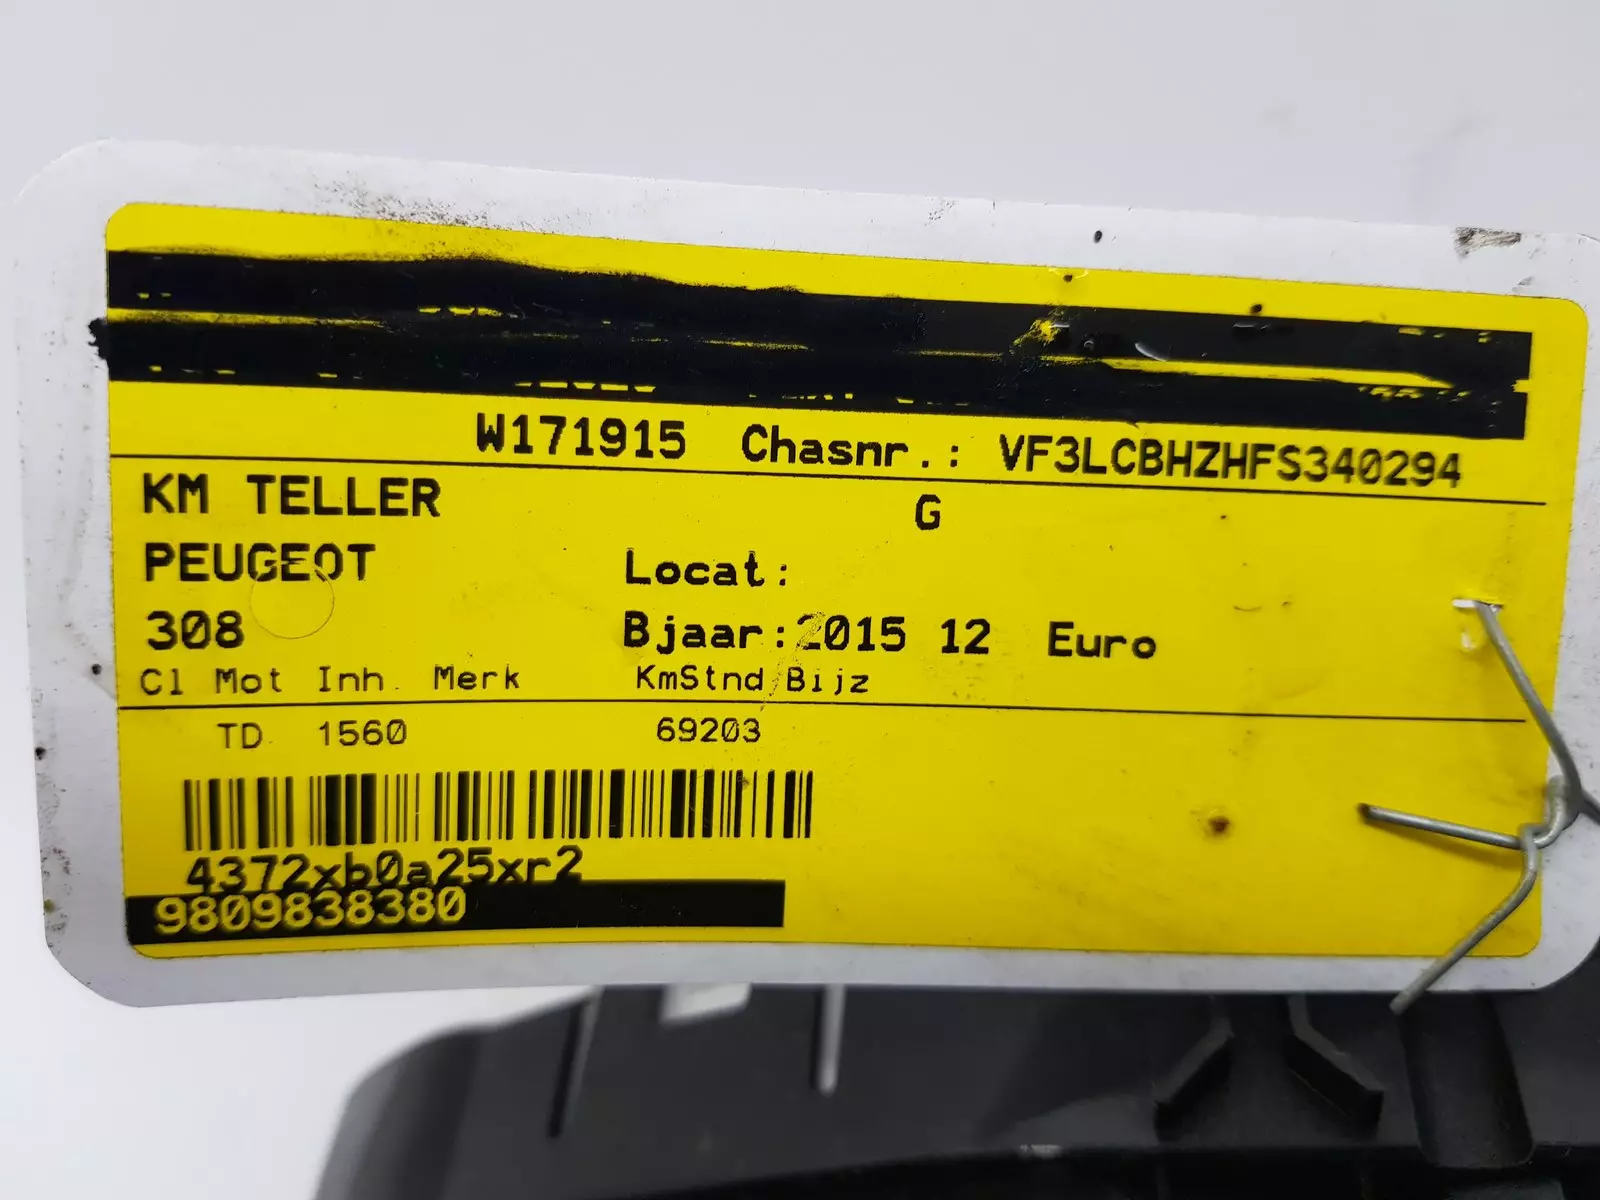 W171915 Chasnr.: VF3LCBHZHFS340294
KM TELLER G
PEUGEOT Locat:
308 Bjaar:2015 12 Euro
Cl Mot Inh. Merk KmStnd Bijz
TD. 1560 69203
4372xb0a25xr2
9809838380